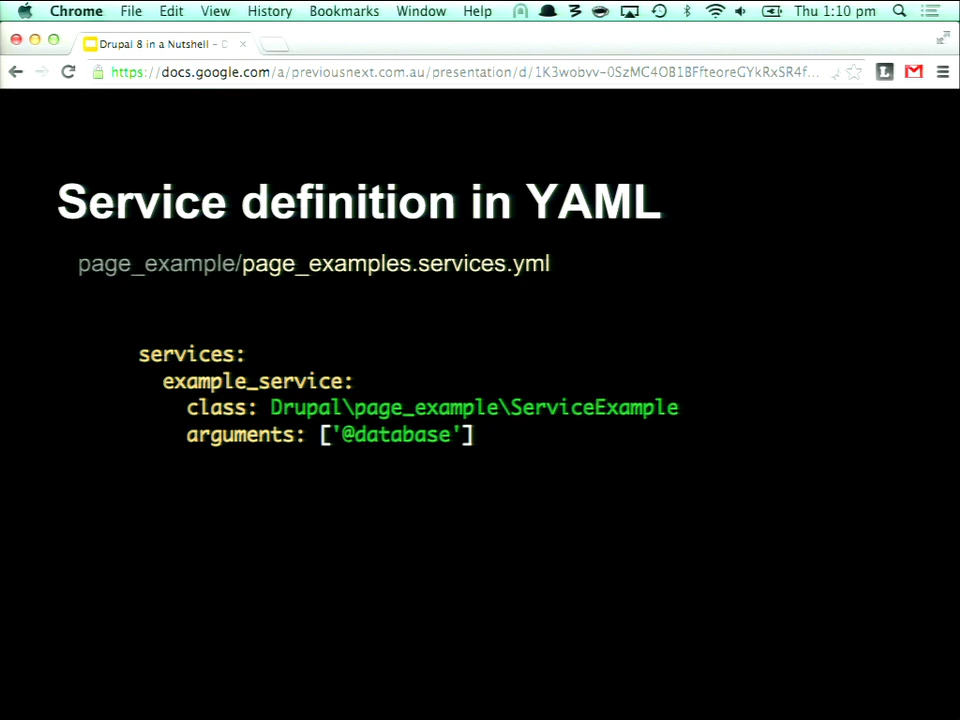 Chrome File Edit View History Bookmarks Window Help Thu 1:10 pm
Drupal 8 in a Nutshell – D
https://docs.google.com/a/previousnext.com.au/presentation/d/1K3wobvv-0SzMC4OB1BFfteoreGYkRxSR4f...
Service definition in YAML
page_example/page_examples.services.yml
services:
example_service:
class: Drupal\page_example\ServiceExample
arguments: ['@database']